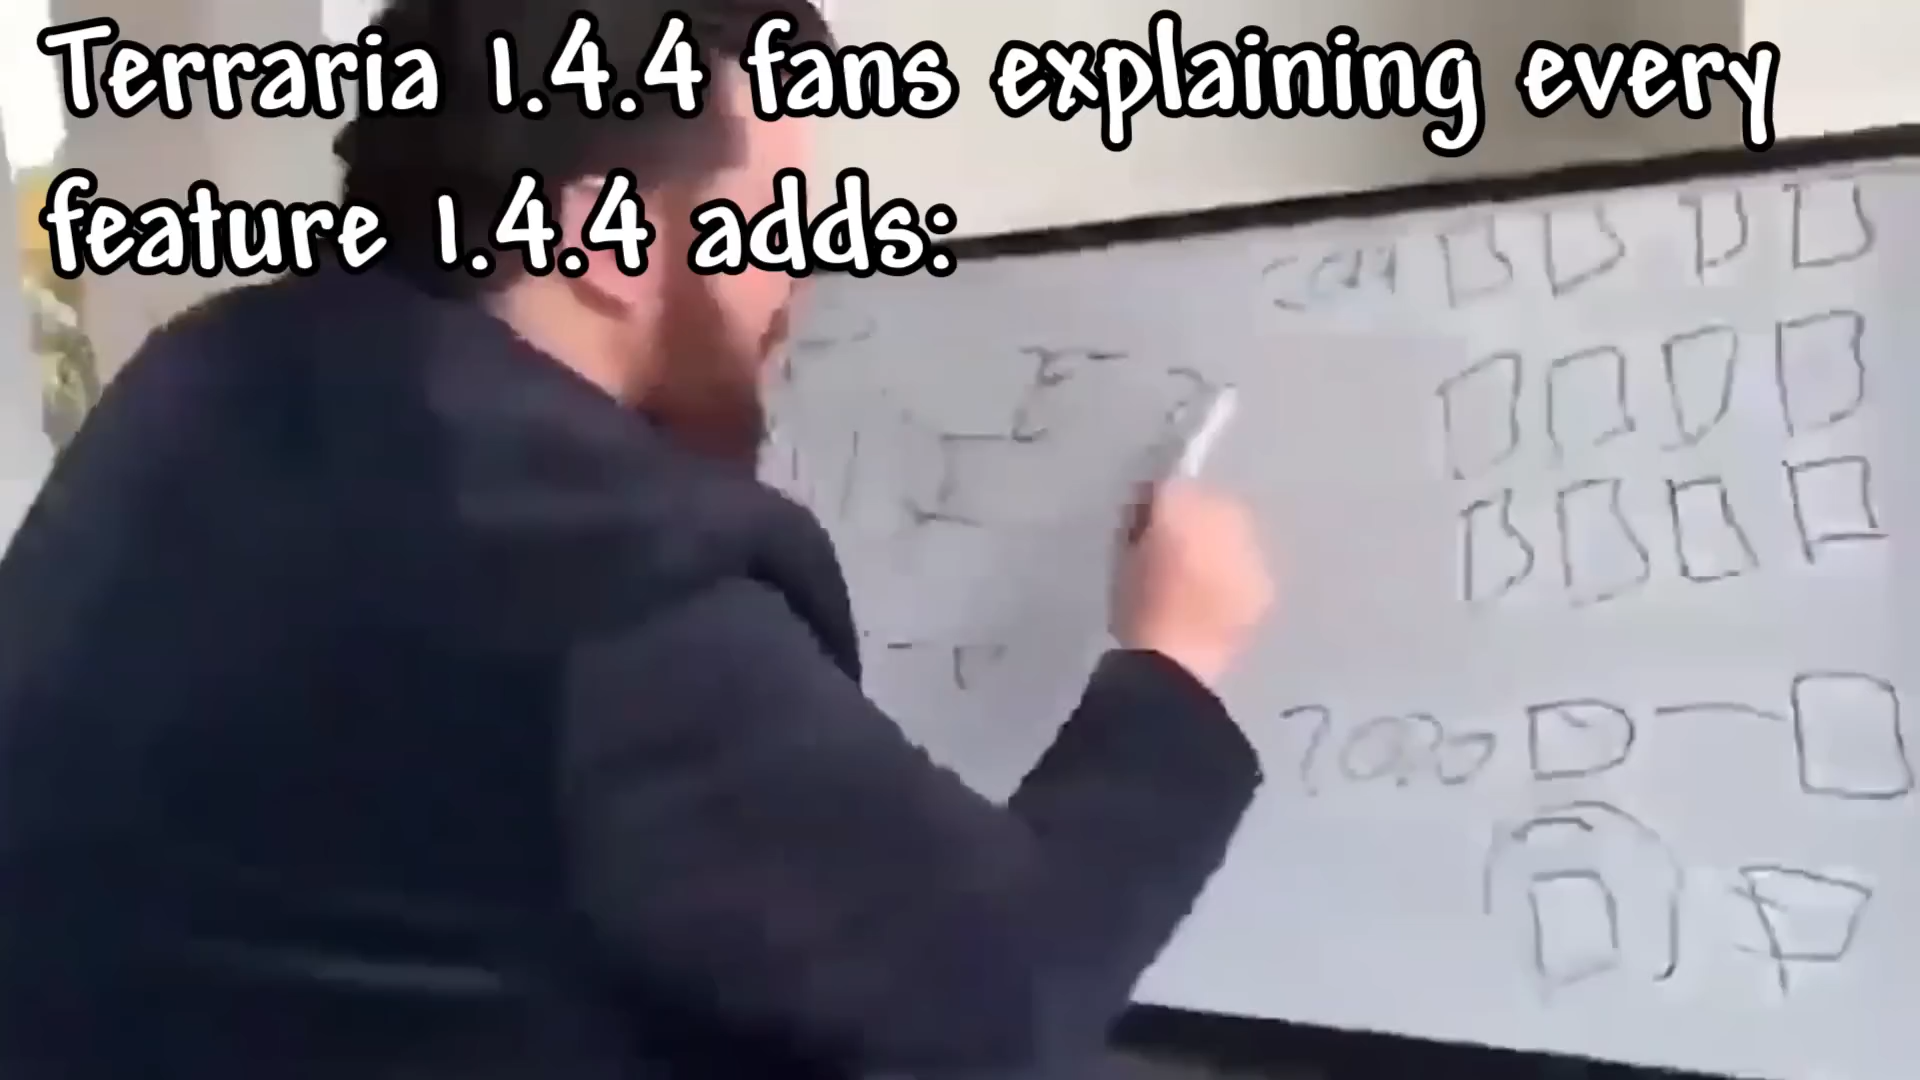 Terraria 1.4.4 fans explaining every
feature 1.4.4 adds: